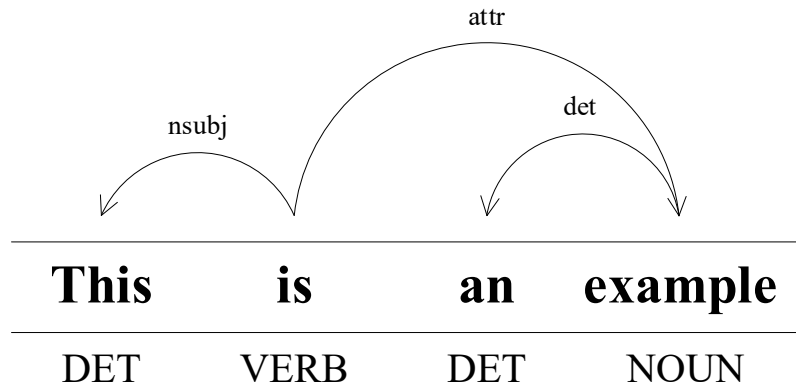 attr
det
nsubj
This is an example
DET VERB DET NOUN